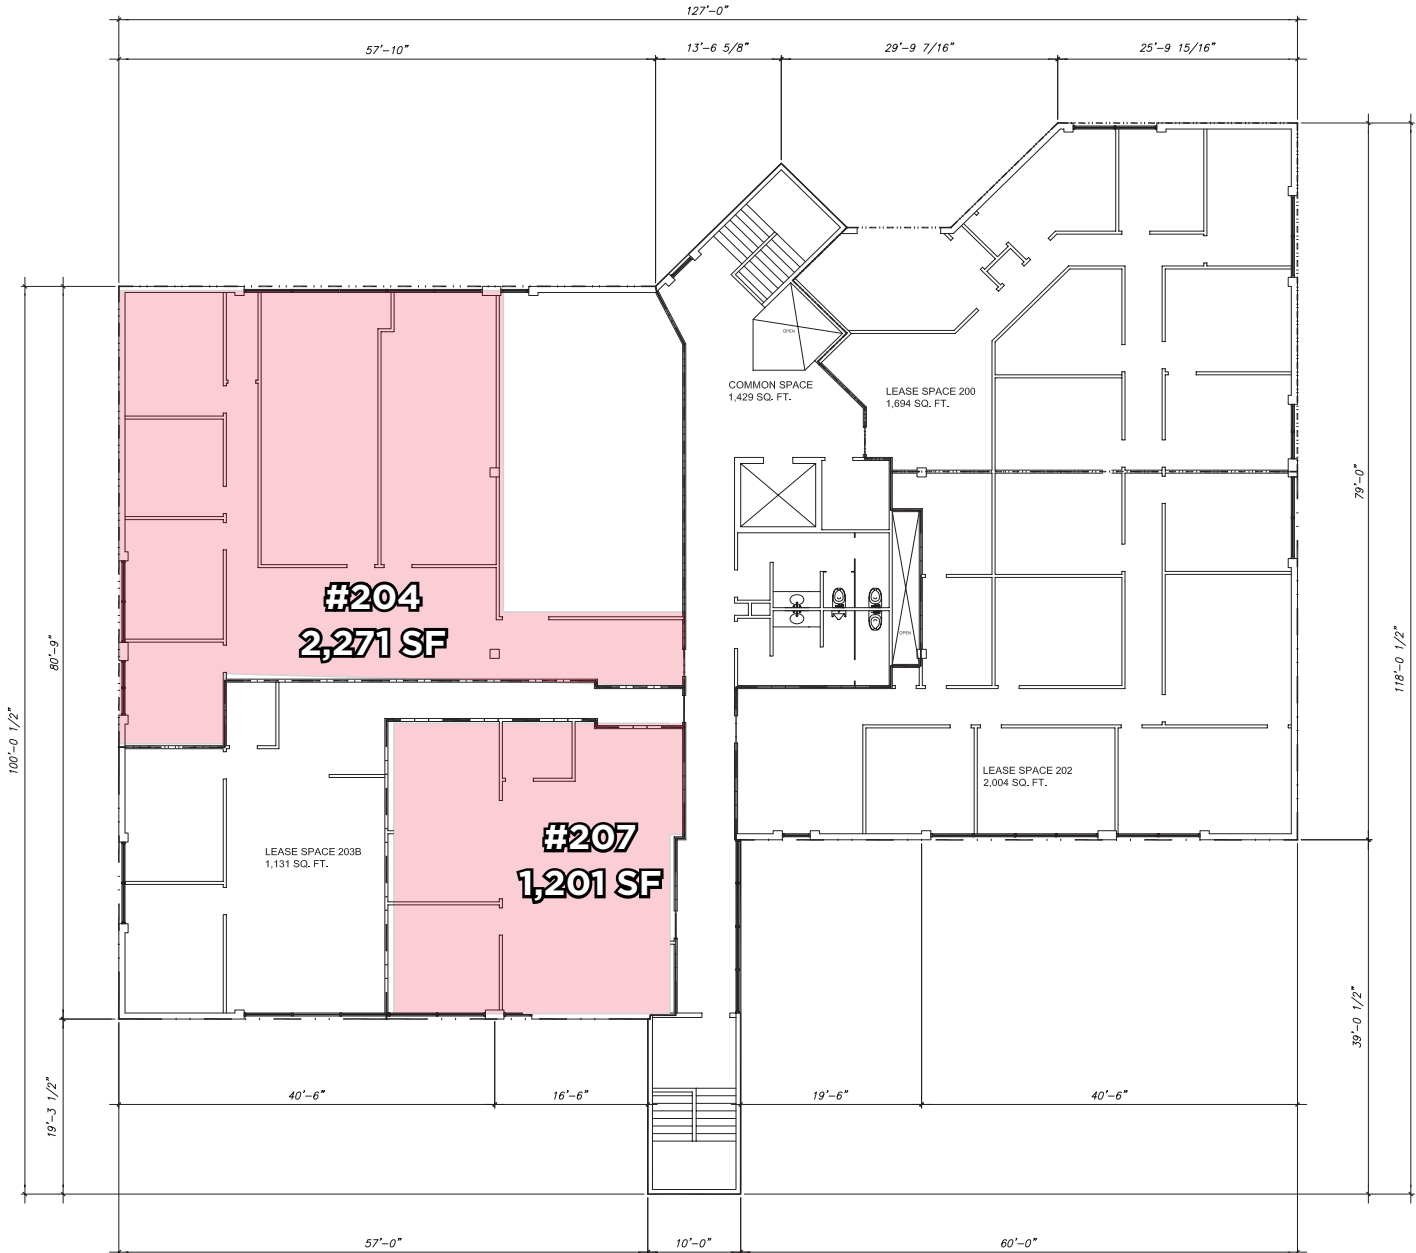 127'-0"
57'-10"
13'-6 5/8"
29'-9 7/16"
25'-9 15/16"
OPEN
COMMON SPACE
1,429 SQ. FT.
LEASE SPACE 200
1,694 SQ. FT.
79'-0"
#204
2,271 SF
OPEN
80'-9"
118'-0 1/2"
100'-0 1/2"
LEASE SPACE 202
2,004 SQ. FT.
#207
1,201 SF
LEASE SPACE 203B
1,131 SQ. FT.
39'-0 1/2"
19'-3 1/2"
40'-6"
16'-6"
19'-6"
40'-6"
57'-0"
10'-0"
60'-0"